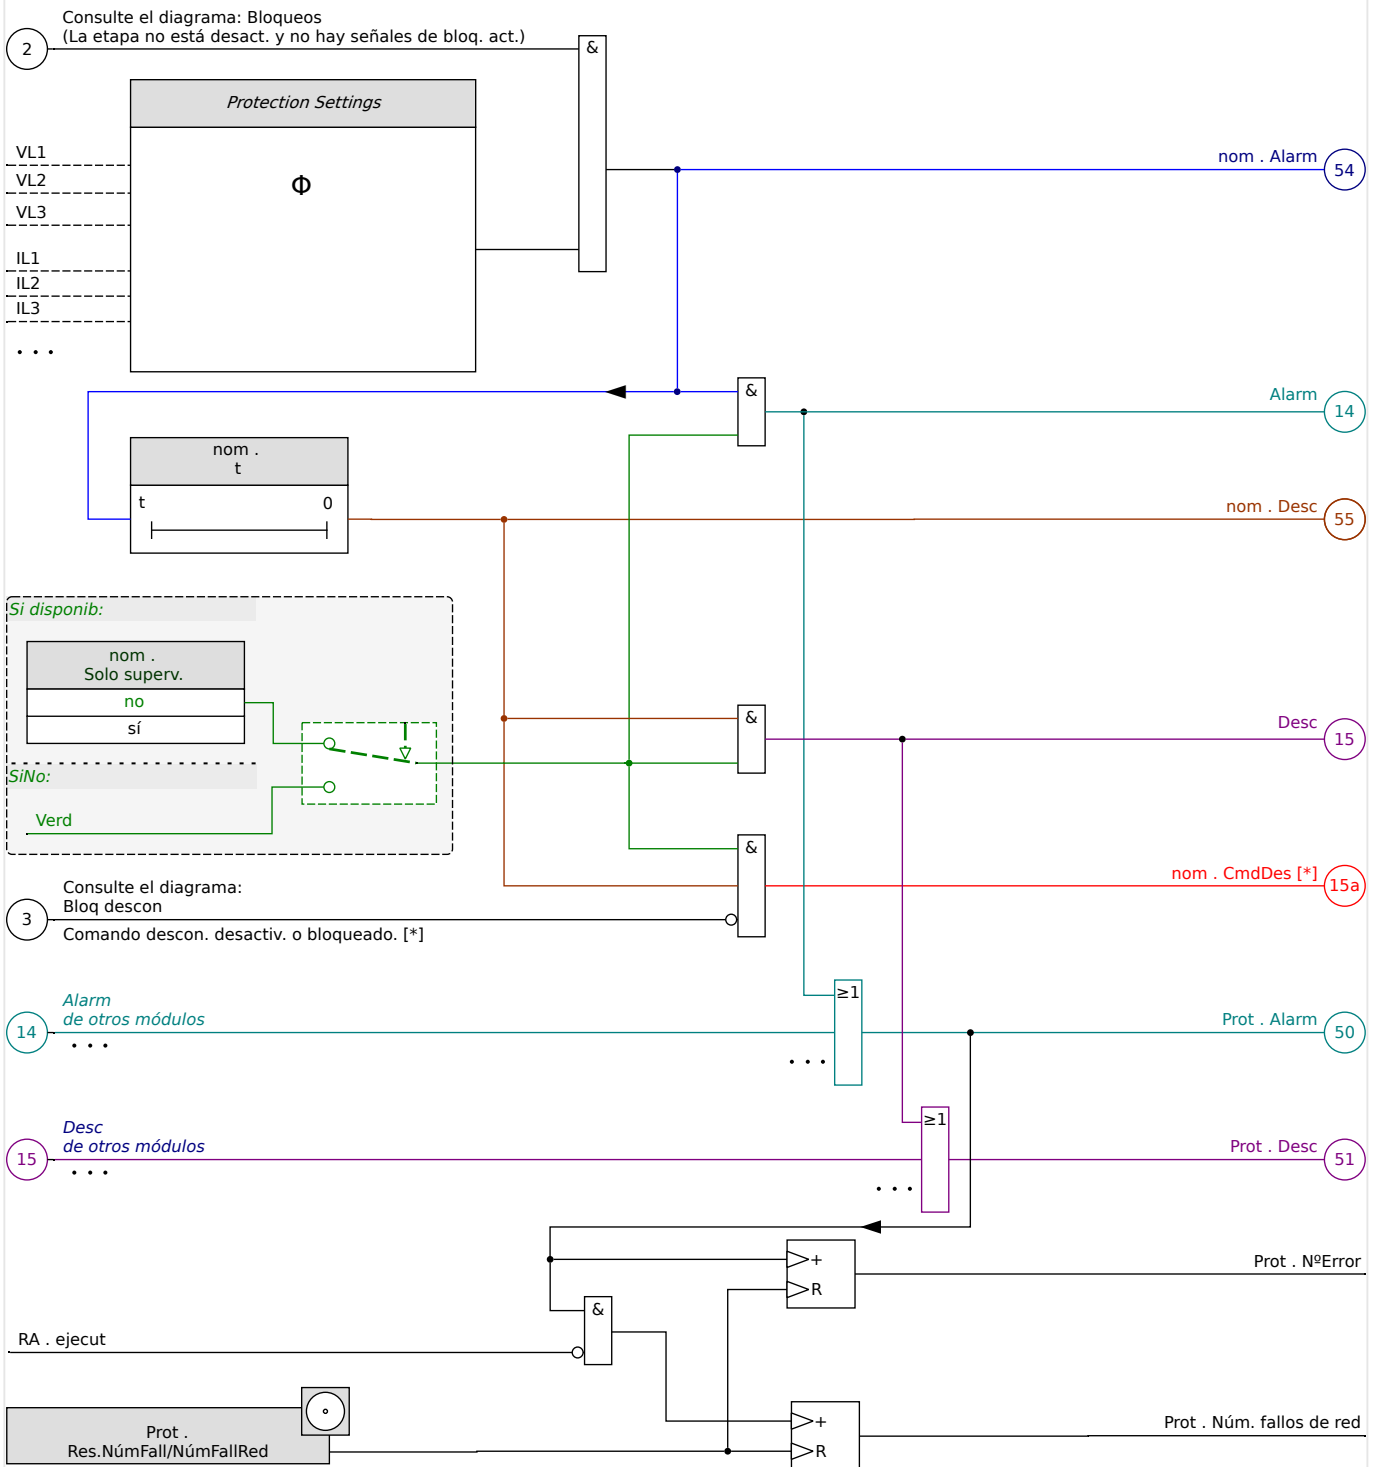 Consulte el diagrama: Bloqueos
(La etapa no está desact. y no hay señales de bloq. act.)
2
&
Protection Settings
Φ
VL1
VL2
VL3
IL1
IL2
IL3
...
nom . Alarm
54
&
Alarm
14
nom .
t
t 0
nom . Desc
55
Si disponib:
nom .
Solo superv.
no
sí
SiNo:
Verd
&
Desc
15
&
nom . CmdDes [*]
15a
Consulte el diagrama:
Bloq descon
3
Comando descon. desactiv. o bloqueado. [*]
Alarm
de otros módulos
14
...
≥1
...
Prot . Alarm
50
Desc
de otros módulos
15
...
≥1
...
Prot . Desc
51
+
R
Prot . NºError
&
RA . ejecut
Prot .
Res.NúmFall/NúmFallRed
+
R
Prot . Núm. fallos de red